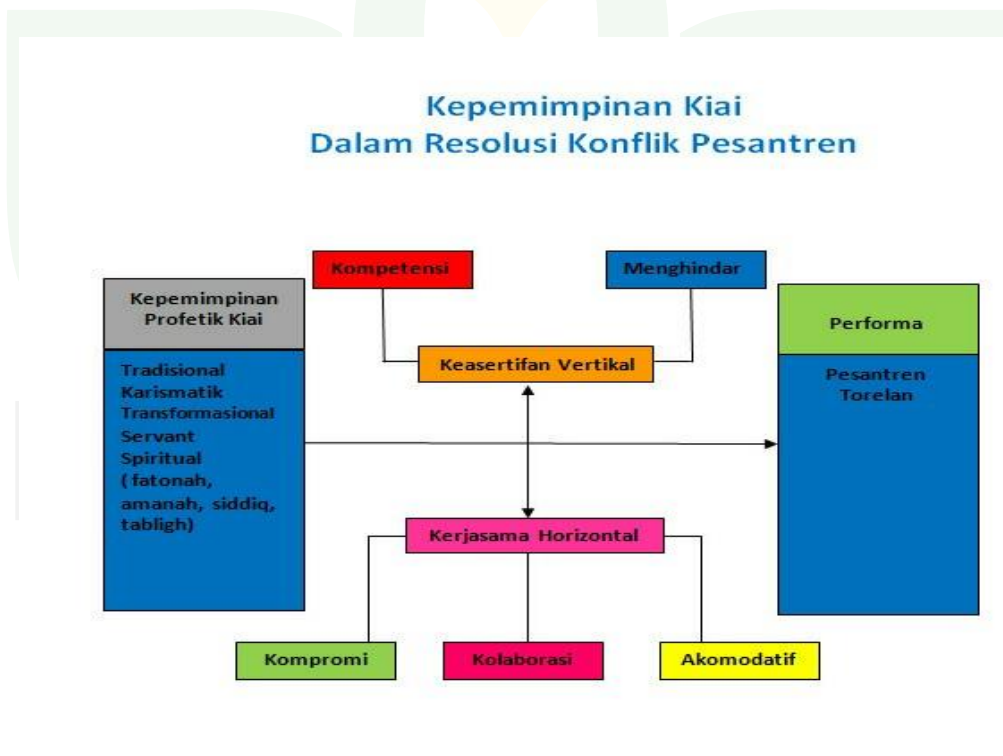 Kepemimpinan Kiai
Dalam Resolusi Konflik Pesantren
Kompetensi
Menghindar
Kepemimpinan
Profetik Kiai
Performa
Keasertifan Vertikal
Tradisional
Karismatik
Transformasional
Servant
Spiritual
( fatonah,
amanah, siddiq,
tabligh)
Pesantren
Torelan
Kerjasama Horizontal
Kompromi
Kolaborasi
Akomodatif